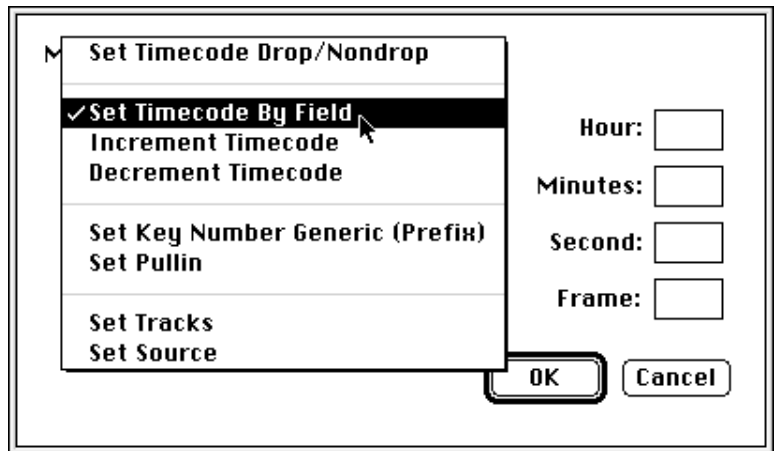 Set Timecode Drop/Nondrop
✓Set Timecode By Field
Increment Timecode
Decrement Timecode
Set Key Number Generic (Prefix)
Set Pullin
Set Tracks
Set Source
Hour:
Minutes:
Second:
Frame:
OK
Cancel